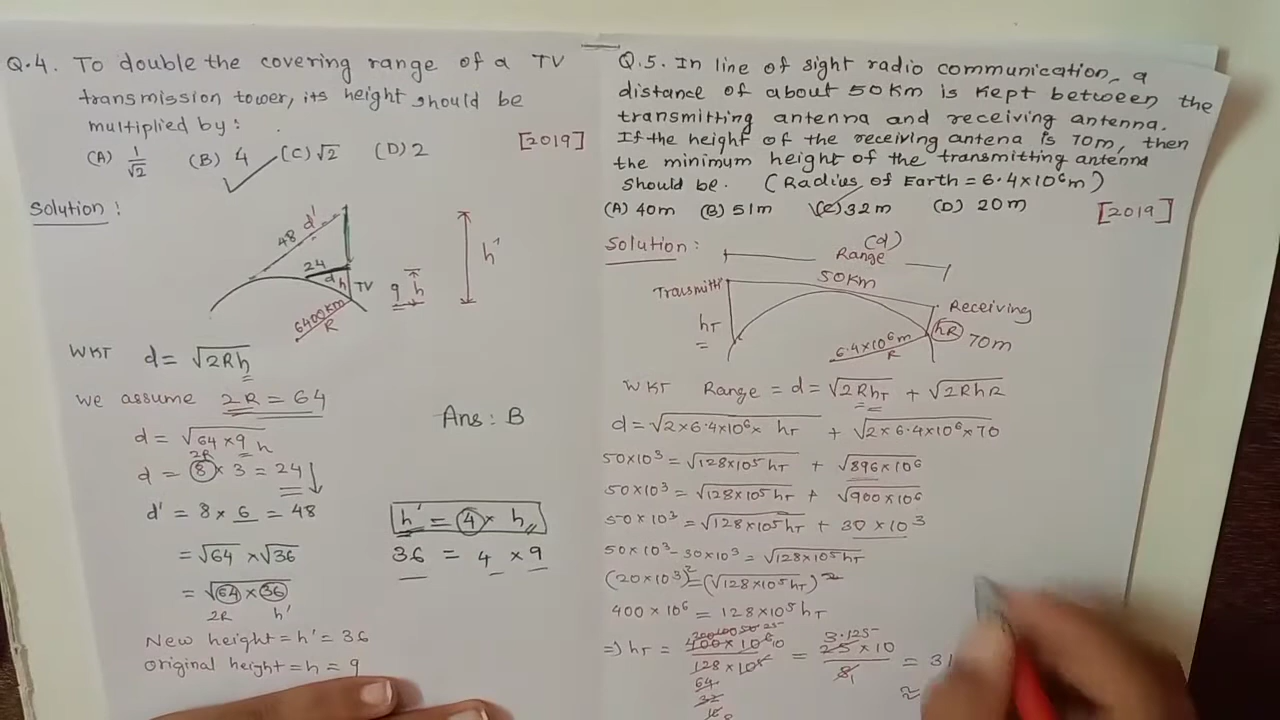 Q.4. To double the covering range of a TV
transmission tower, its height should be
multiplied by:
(A) 1/√2 (B) 4 (C) √2 (D) 2 [2019]
Solution:
d'
48
24
d
h
TV
6400km
R
9 h
h'
WKT d = √2Rh
we assume 2R = 64
d = √64×9
2R h
d = 8 × 3 = 24
d' = 8 × 6 = 48
= √64 × √36
= √64 × 36
2R h'
New height = h' = 36
original height = h = 9
Ans: B
h' = 4 × h
36 = 4 × 9
Q.5. In line of sight radio communication, a
distance of about 50km is kept between the
transmitting antenna and receiving antenna.
If the height of the receiving antena is 70m, then
the minimum height of the transmitting antenna
should be. (Radius of Earth = 6.4×10⁶m)
(A) 40m (B) 51m (C) 32m (D) 20m [2019]
Solution:
(d)
Range
50km
Receiving
hT
hR 70m
6.4×10⁶m
R
WKT Range = d = √2RhT + √2RhR
d = √2×6.4×10⁶× hT + √2×6.4×10⁶×70
50×10³ = √128×10⁵ hT + √896×10⁶
50×10³ = √128×10⁵ hT + √900×10⁶
50×10³ = √128×10⁵ hT + 30×10³
50×10³ - 30×10³ = √128×10⁵ hT
(20×10³)² = (√128×10⁵ hT)²
400×10⁶ = 128×10⁵ hT
⇒ hT = 400×10⁶ / 128×10⁵ = 25×10 / 8 = 31
3.125
64
32
≈